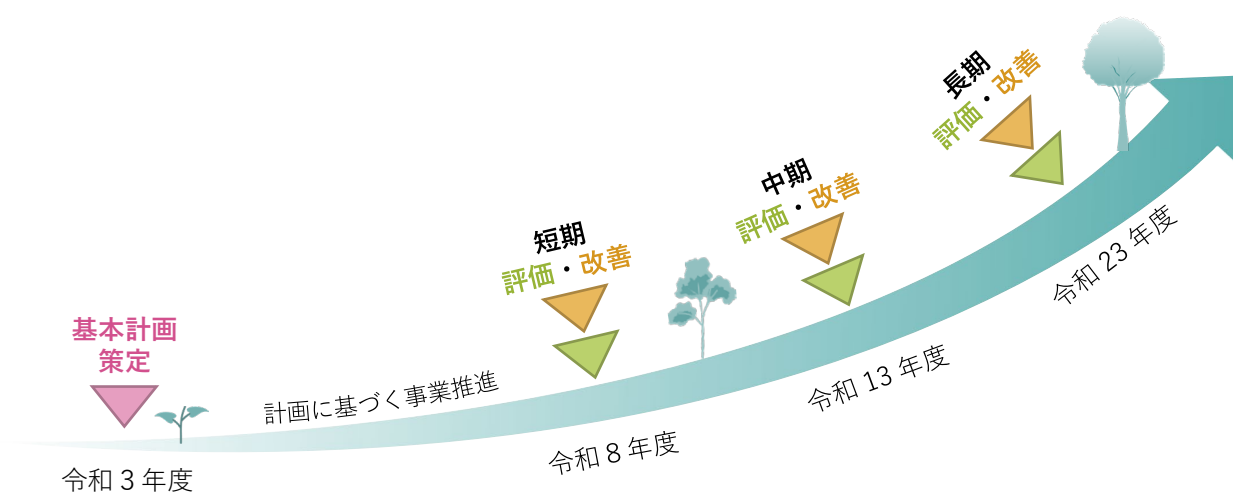 基本計画
策定
令和 3 年度
計画に基づく事業推進
短期
評価・改善
令和 8 年度
中期
評価・改善
令和 13 年度
長期
評価・改善
令和 23 年度